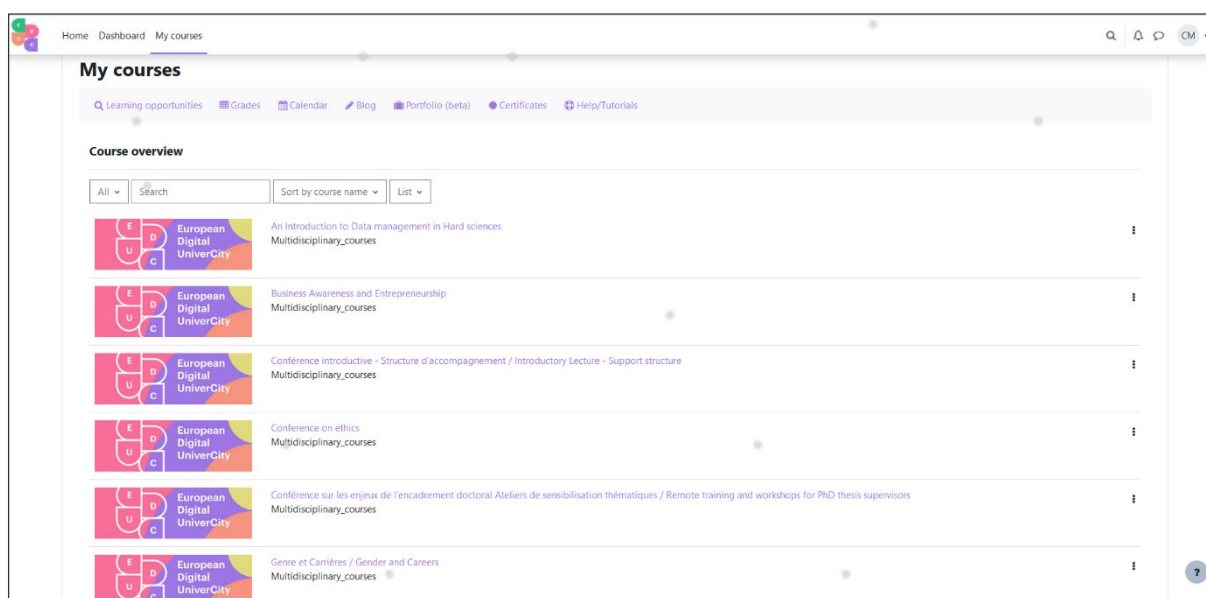 E
D
U
C
Home Dashboard My courses
CM
My courses
Learning opportunities Grades Calendar Blog Portfolio (beta) Certificates Help/Tutorials
Course overview
All Search Sort by course name List
E
D
U
C
European
Digital
UniverCity
An Introduction to Data management in Hard sciences
Multidisciplinary_courses
E
D
U
C
European
Digital
UniverCity
Business Awareness and Entrepreneurship
Multidisciplinary_courses
E
D
U
C
European
Digital
UniverCity
Conférence introductive - Structure d'accompagnement / Introductory Lecture - Support structure
Multidisciplinary_courses
E
D
U
C
European
Digital
UniverCity
Conference on ethics
Multidisciplinary_courses
E
D
U
C
European
Digital
UniverCity
Conférence sur les enjeux de l'encadrement doctoral Ateliers de sensibilisation thématiques / Remote training and workshops for PhD thesis supervisors
Multidisciplinary_courses
E
D
U
C
European
Digital
UniverCity
Genre et Carrières / Gender and Careers
Multidisciplinary_courses
?